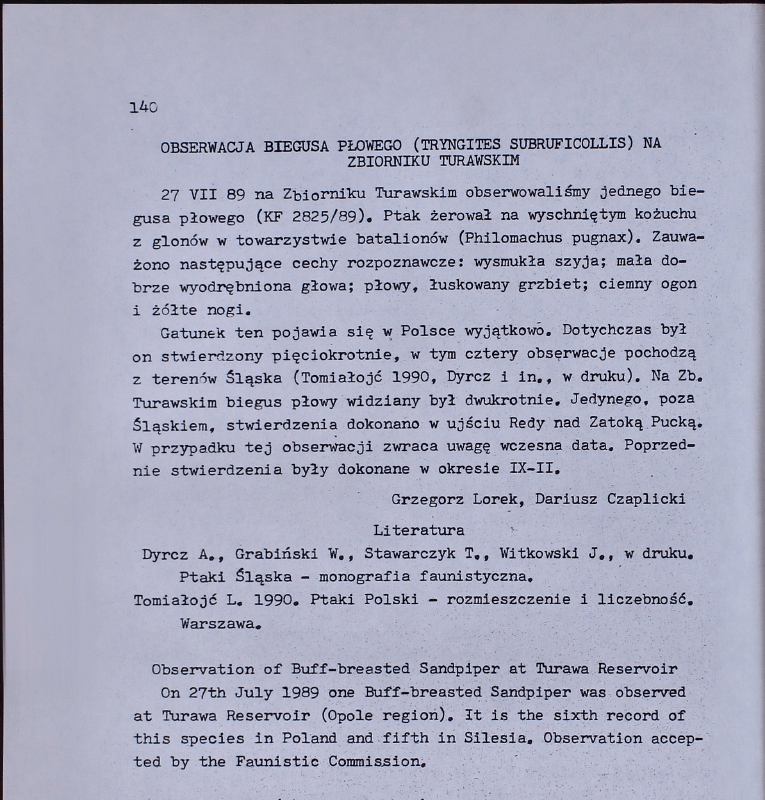 140
OBSERWACJA BIEGUSA PŁOWEGO (TRYNGITES SUBRUFICOLLIS) NA
ZBIORNIKU TURAWSKIM
27 VII 89 na Zbiorniku Turawskim obserwowaliśmy jednego bie-
gusa płowego (KF 2825/89). Ptak żerował na wyschniętym kożuchu
z glonów w towarzystwie batalionów (Philomachus pugnax). Zauwa-
żono następujące cechy rozpoznawcze: wysmukła szyja; mała do-
brze wyodrębniona głowa; płowy, łuskowany grzbiet; ciemny ogon
i żółte nogi.
Gatunek ten pojawia się w Polsce wyjątkowo. Dotychczas był
on stwierdzony pięciokrotnie, w tym cztery obserwacje pochodzą
z terenów Śląska (Tomiałojć 1990, Dyrcz i in., w druku). Na Zb.
Turawskim biegus płowy widziany był dwukrotnie. Jedynego, poza
Śląskiem, stwierdzenia dokonano w ujściu Redy nad Zatoką Pucką.
W przypadku tej obserwacji zwraca uwagę wczesna data. Poprzed-
nie stwierdzenia były dokonane w okresie IX-II.
Grzegorz Lorek, Dariusz Czaplicki
Literatura
Dyrcz A., Grabiński W., Stawarczyk T., Witkowski J., w druku.
Ptaki Śląska - monografia faunistyczna.
Tomiałojć L. 1990. Ptaki Polski - rozmieszczenie i liczebność.
Warszawa.
Observation of Buff-breasted Sandpiper at Turawa Reservoir
On 27th July 1989 one Buff-breasted Sandpiper was observed
at Turawa Reservoir (Opole region). It is the sixth record of
this species in Poland and fifth in Silesia. Observation accep-
ted by the Faunistic Commission.